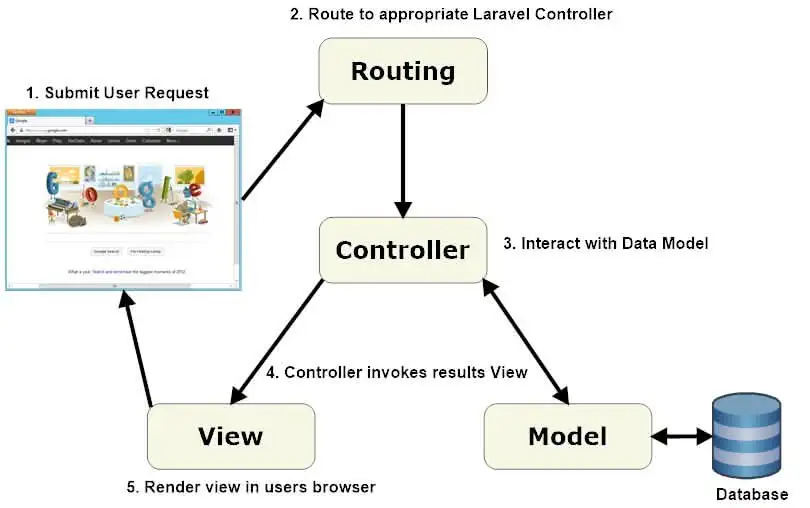 2. Route to appropriate Laravel Controller
Routing
1. Submit User Request
Google
Controller
3. Interact with Data Model
4. Controller invokes results View
View
Model
5. Render view in users browser
Database